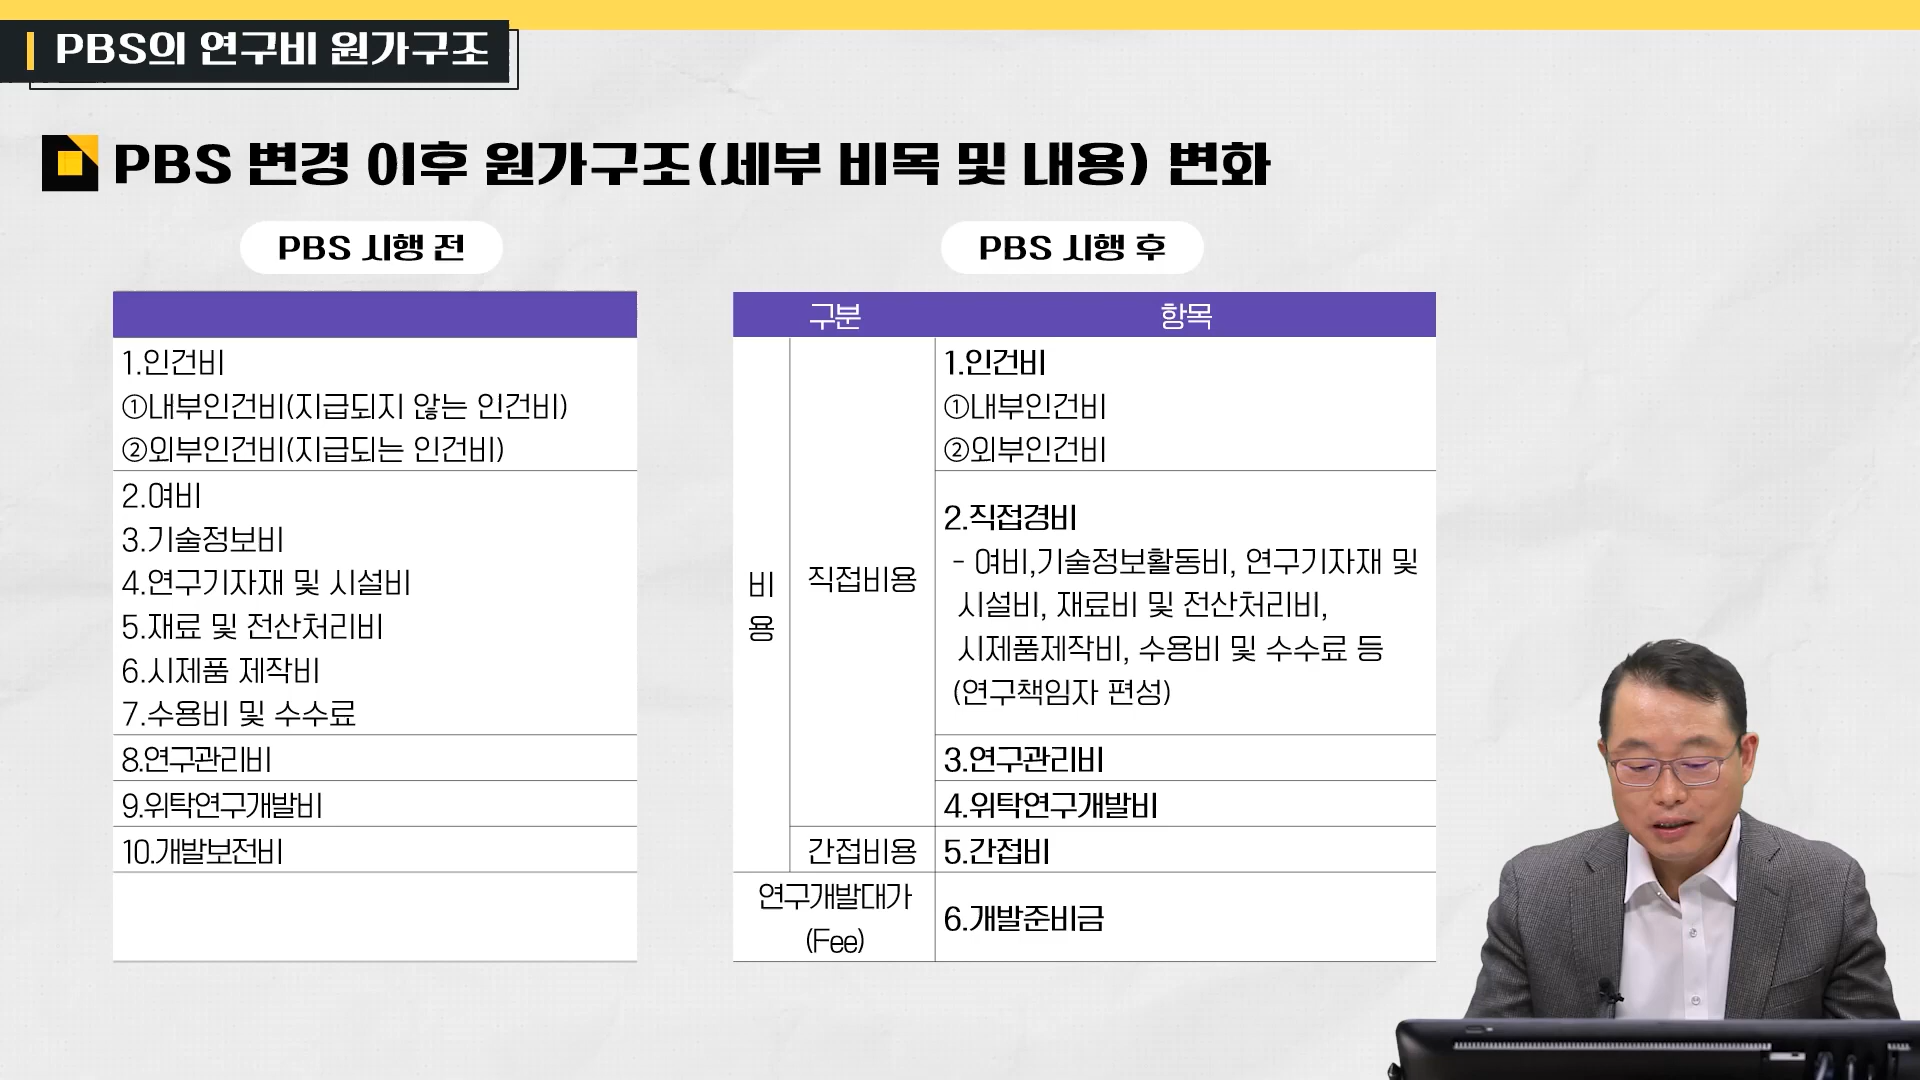 PBS의 연구비 원가구조
PBS 변경 이후 원가구조(세부 비목 및 내용) 변화
PBS 시행 전
1.인건비
①내부인건비(지급되지 않는 인건비)
②외부인건비(지급되는 인건비)
2.여비
3.기술정보비
4.연구기자재 및 시설비
5.재료 및 전산처리비
6.시제품 제작비
7.수용비 및 수수료
8.연구관리비
9.위탁연구개발비
10.개발보전비
PBS 시행 후
구분 항목
비
용
직접비용
1.인건비
①내부인건비
②외부인건비
2.직접경비
- 여비,기술정보활동비, 연구기자재 및
시설비, 재료비 및 전산처리비,
시제품제작비, 수용비 및 수수료 등
(연구책임자 편성)
3.연구관리비
4.위탁연구개발비
간접비용 5.간접비
연구개발대가
(Fee)
6.개발준비금